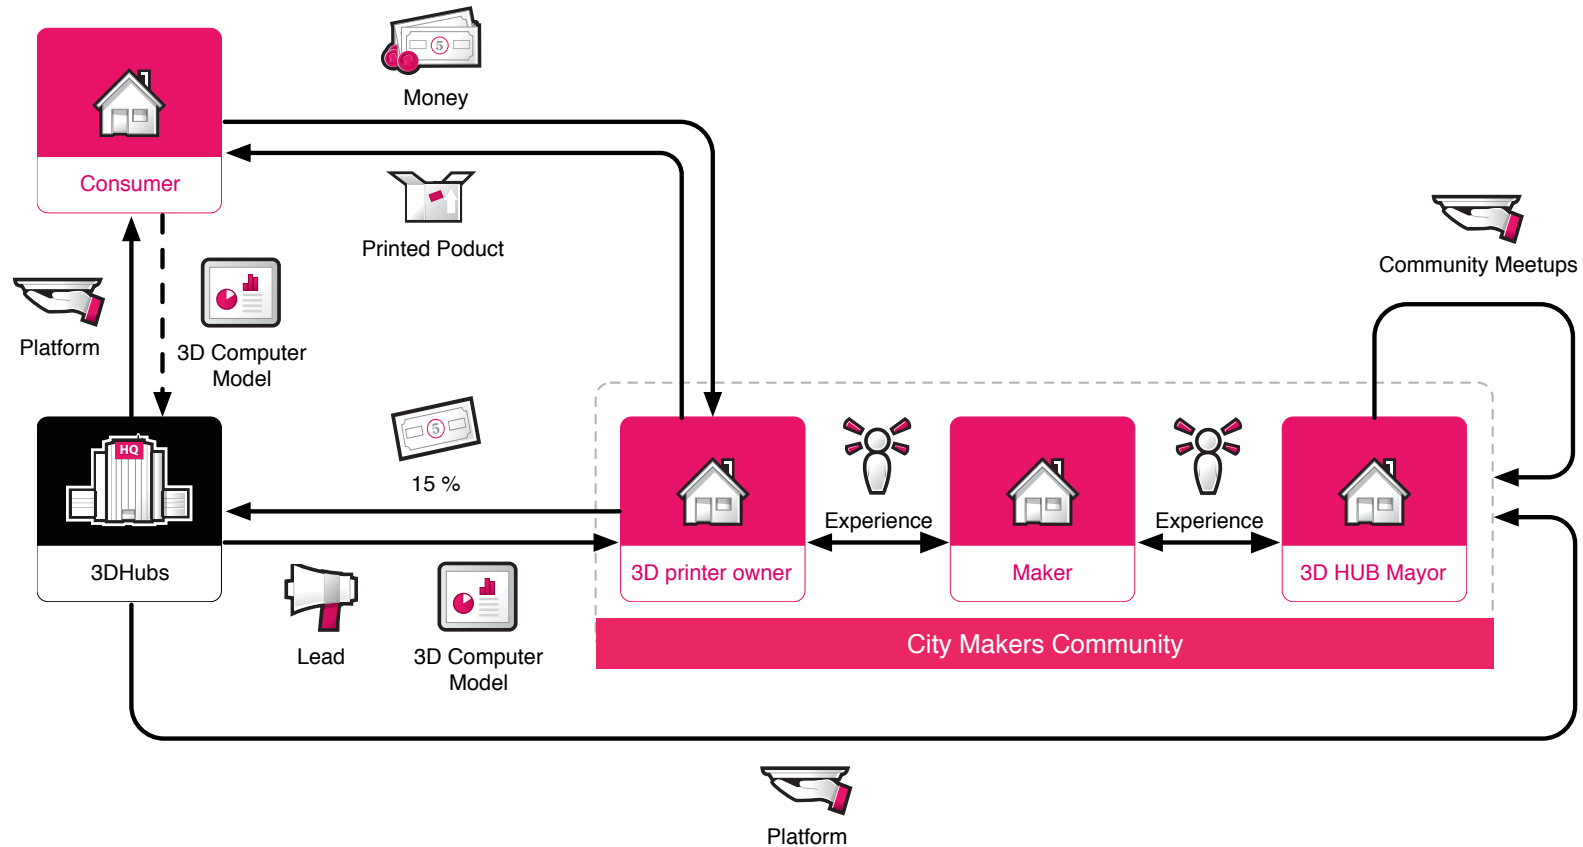 Money
Consumer
Printed Poduct
Community Meetups
Platform
3D Computer
Model
5
5
15 %
HQ
Experience
Experience
3DHubs
3D printer owner
Maker
3D HUB Mayor
Lead
3D Computer
Model
City Makers Community
Platform